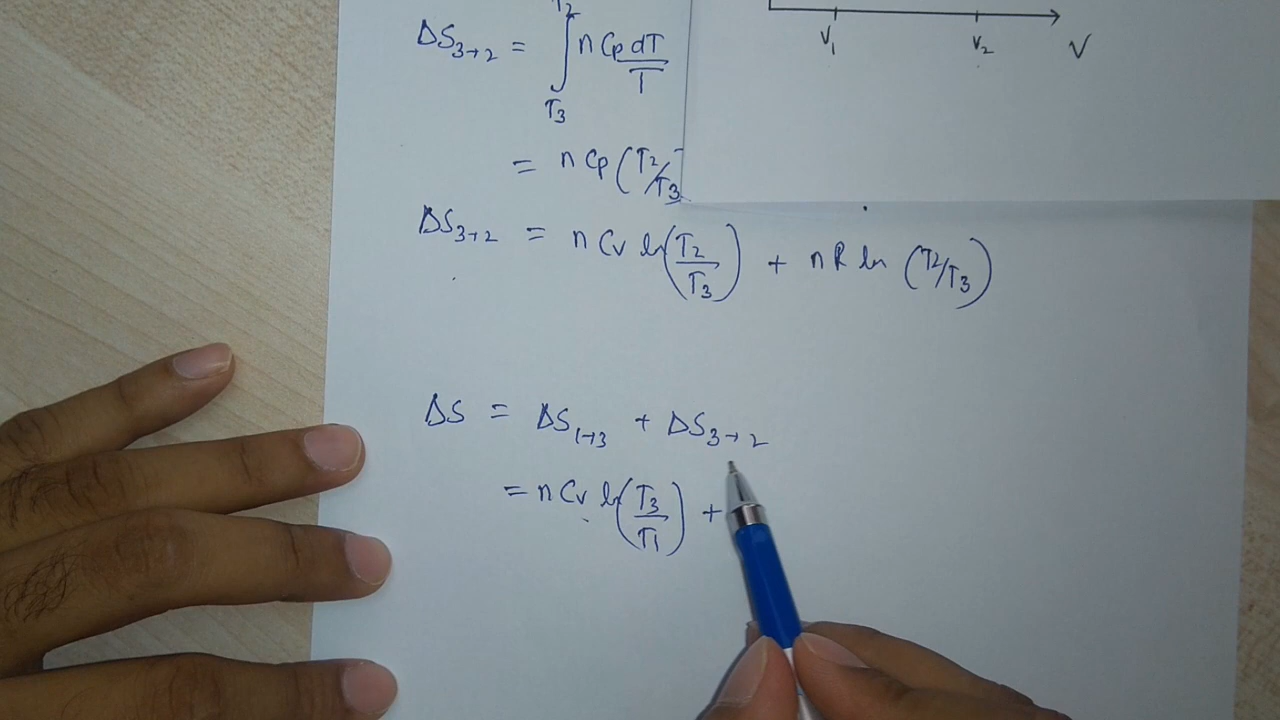 ΔS₃→₂ = ∫ T₂ T₃ n Cp dT / T
V₁ V₂ V
= n Cp (T₂/T₃
ΔS₃→₂ = n Cv ln(T₂/T₃) + nR ln (T₂/T₃)
ΔS = ΔS₁→₃ + ΔS₃→₂
= n Cv ln(T₃/T₁) +